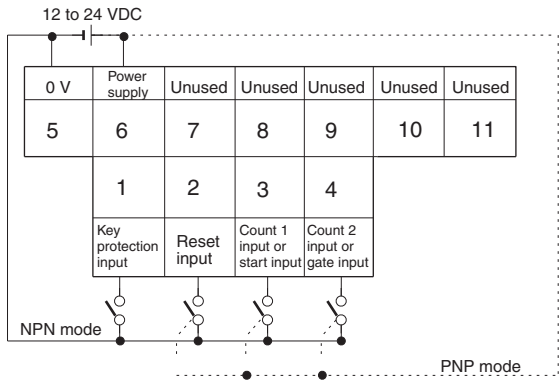 12 to 24 VDC
0 V
Power
supply
Unused
Unused
Unused
Unused
Unused
5
6
7
8
9
10
11
1
2
3
4
Key
protection
input
Reset
input
Count 1
input or
start input
Count 2
input or
gate input
NPN mode
PNP mode